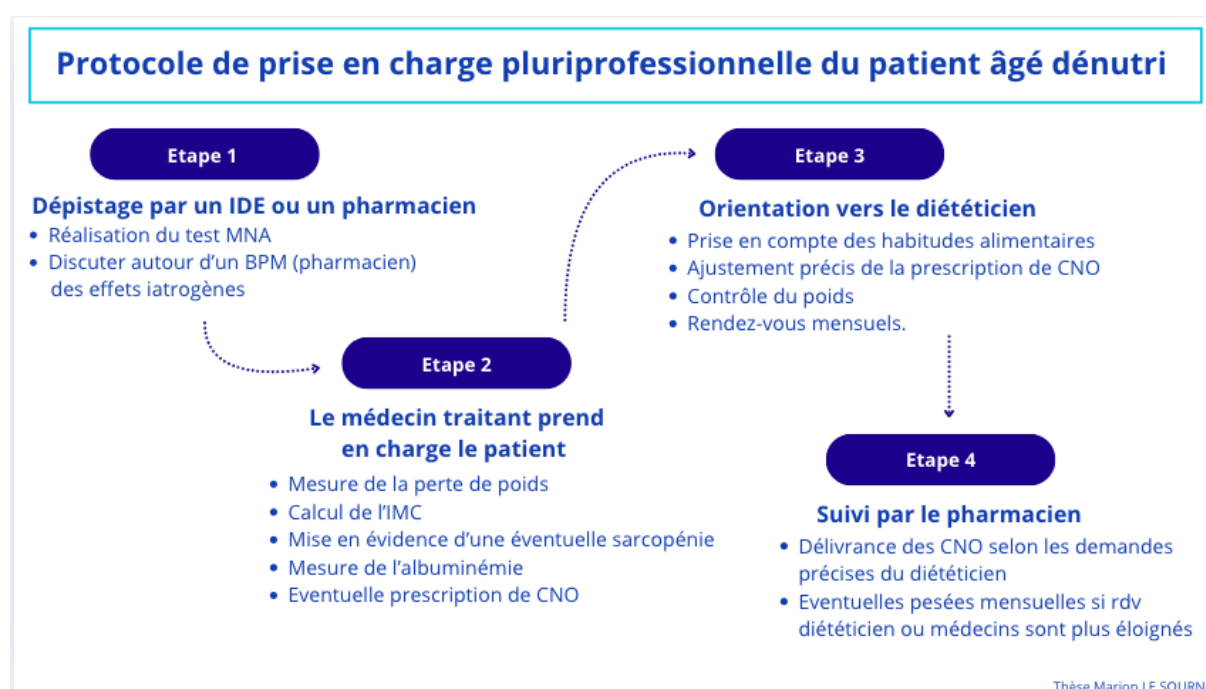 Protocole de prise en charge pluriprofessionnelle du patient âgé dénutri
Etape 1
Dépistage par un IDE ou un pharmacien
• Réalisation du test MNA
• Discuter autour d'un BPM (pharmacien)
des effets iatrogènes
Etape 2
Le médecin traitant prend
en charge le patient
• Mesure de la perte de poids
• Calcul de l'IMC
• Mise en évidence d'une éventuelle sarcopénie
• Mesure de l'albuminémie
• Eventuelle prescription de CNO
Etape 3
Orientation vers le diététicien
• Prise en compte des habitudes alimentaires
• Ajustement précis de la prescription de CNO
• Contrôle du poids
• Rendez-vous mensuels.
Etape 4
Suivi par le pharmacien
• Délivrance des CNO selon les demandes
précises du diététicien
• Eventuelles pesées mensuelles si rdv
diététicien ou médecins sont plus éloignés
Thèse Marion LE SOURN